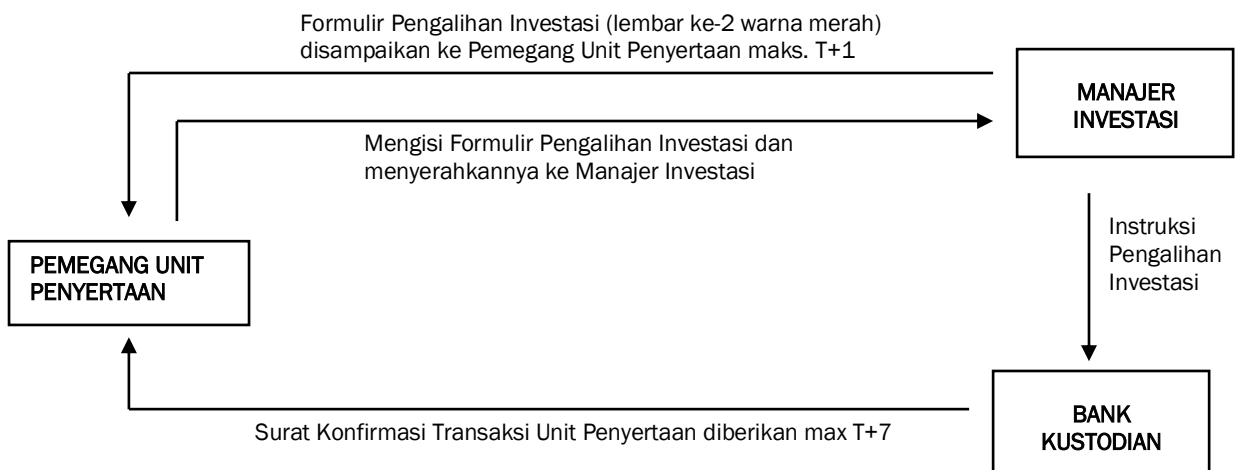 Formulir Pengalihan Investasi (lembar ke-2 warna merah)
disampaikan ke Pemegang Unit Penyertaan maks. T+1
MANAJER
INVESTASI
Mengisi Formulir Pengalihan Investasi dan
menyerahkannya ke Manajer Investasi
Instruksi
Pengalihan
Investasi
PEMEGANG UNIT
PENYERTAAN
BANK
KUSTODIAN
Surat Konfirmasi Transaksi Unit Penyertaan diberikan max T+7